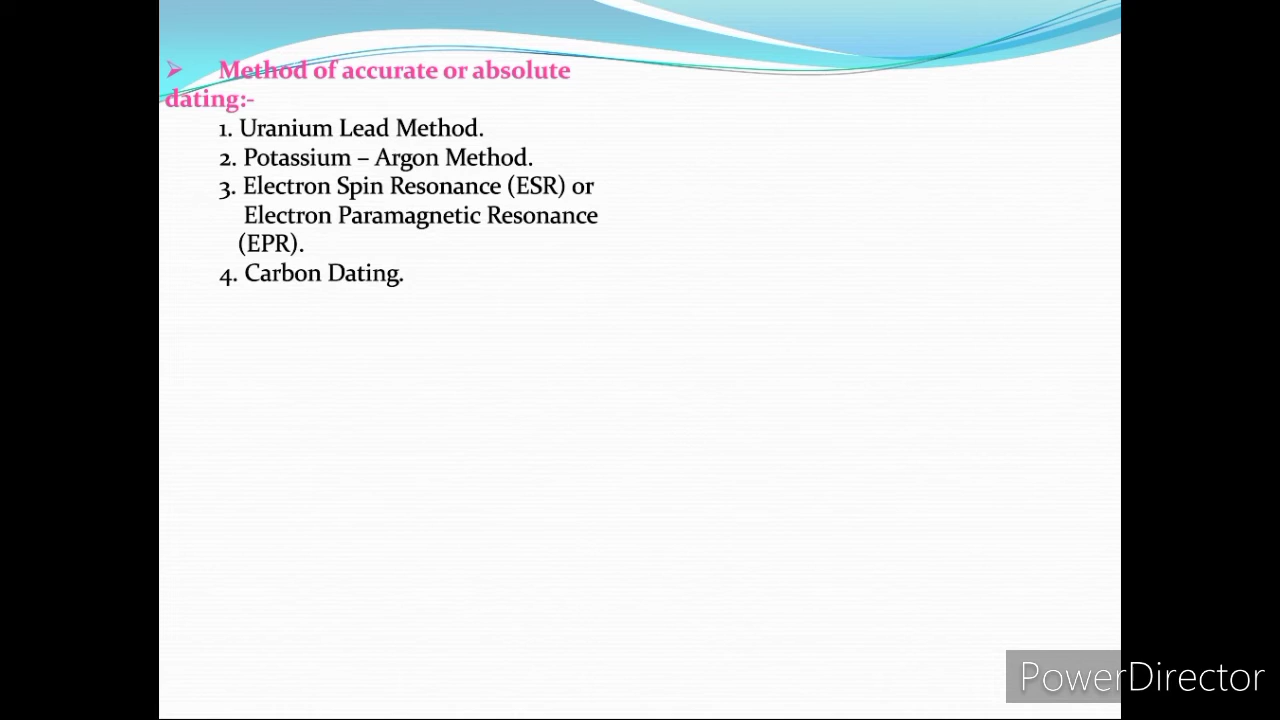 ➢ Method of accurate or absolute
dating:-
1. Uranium Lead Method.
2. Potassium – Argon Method.
3. Electron Spin Resonance (ESR) or
Electron Paramagnetic Resonance
(EPR).
4. Carbon Dating.
PowerDirector